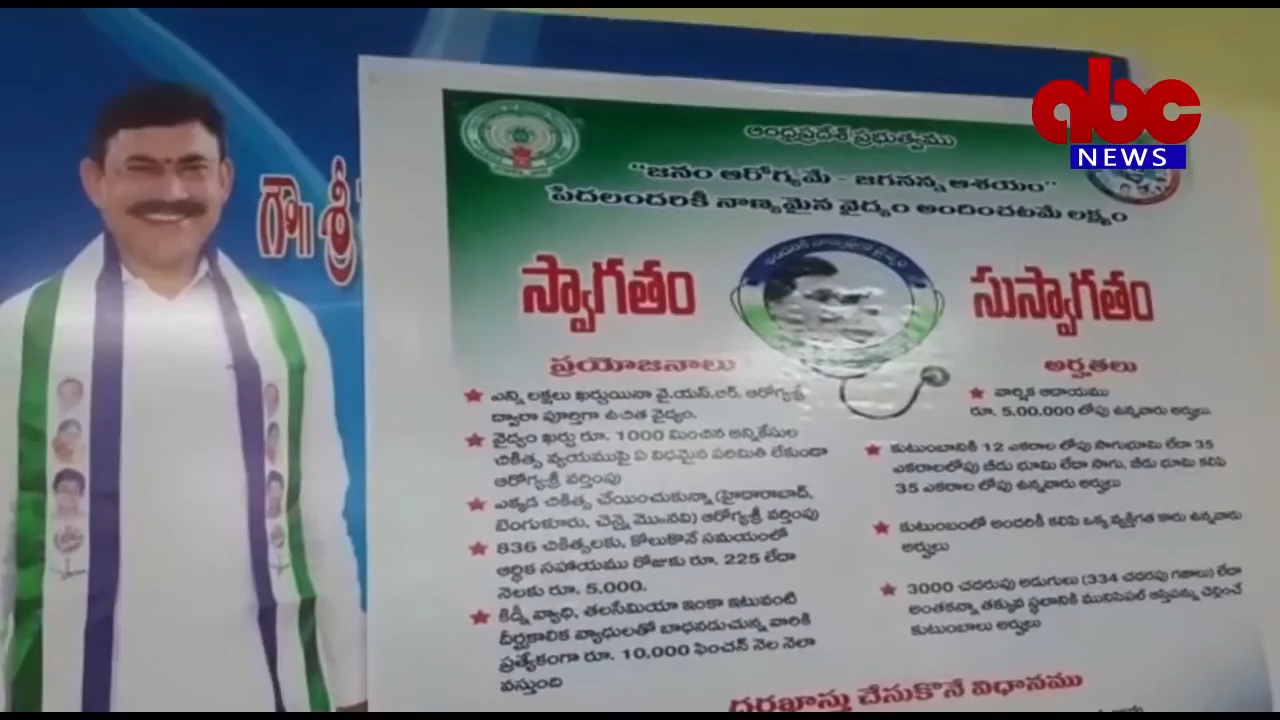 abc
NEWS
గౌ॥ శ్రీ
ఆంధ్రప్రదేశ్ ప్రభుత్వము
"జనం ఆరోగ్యమే - జగనన్న ఆశయం"
పేదలందరికీ నాణ్యమైన వైద్యం అందించటమే లక్ష్యం
స్వాగతం
సుస్వాగతం
ప్రయోజనాలు
ఎన్ని లక్షలు ఖర్చుయినా వై.యస్.ఆర్. ఆరోగ్యశ్రీ
ద్వారా పూర్తిగా ఉచిత వైద్యం.
వైద్యం ఖర్చు రూ. 1000 మించిన అన్నికేసుల
చికిత్స వ్యయముపై ఏ విధమైన పరిమితి లేకుండా
ఆరోగ్యశ్రీ వర్తింపు
ఎక్కడ చికిత్స చేయించుకున్నా (హైదారాబాద్,
బెంగుళూరు, చెన్నై మొ॥నవి) ఆరోగ్యశ్రీ వర్తింపు
836 చికిత్సలకు, కోలుకొనే సమయంలో
ఆర్థిక సహాయము రోజుకు రూ. 225 లేదా
నెలకు రూ. 5,000.
కిడ్నీ వ్యాధి, తలసేమియా ఇంకా ఇటువంటి
దీర్ఘకాలిక వ్యాధులతో బాధపడుచున్న వారికి
ప్రత్యేకంగా రూ. 10,000 పింఛన్ నెల నెలా
వస్తుంది
అర్హతలు
వార్షిక ఆదాయము
రూ. 5,00,000 లోపు ఉన్నవారు అర్హులు
కుటుంబానికి 12 ఎకరాల లోపు సాగుభూమి లేదా 35
ఎకరాలలోపు బీడు భూమి లేదా సాగు, బీడు భూమి కలిపి
35 ఎకరాల లోపు ఉన్నవారు అర్హులు
కుటుంబంలో అందరికీ కలిపి ఒక్క వ్యక్తిగత కారు ఉన్నవారు
అర్హులు
3000 చదరపు అడుగులు (334 చదరపు గజాలు) లేదా
అంతకన్నా తక్కువ స్థలానికి మునిసిపల్ ఆస్తిపన్ను చెల్లించే
కుటుంబాలు అర్హులు
దరఖాస్తు చేసుకొనే విధానము